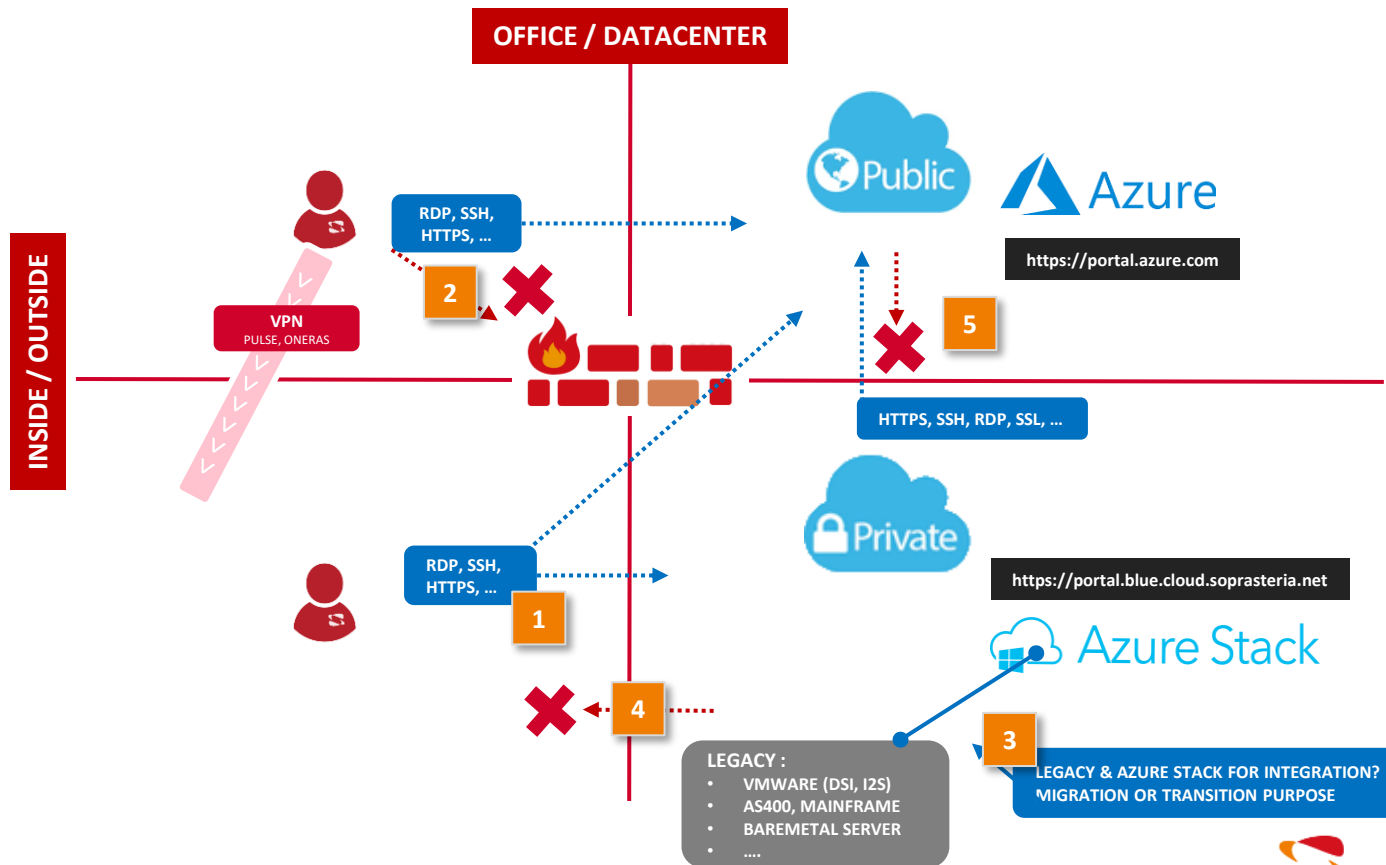 OFFICE / DATACENTER
Public
Azure
https://portal.azure.com
RDP, SSH,
HTTPS, ...
2
INSIDE / OUTSIDE
VPN
PULSE, ONERAS
5
HTTPS, SSH, RDP, SSL, ...
Private
RDP, SSH,
HTTPS, ...
1
https://portal.blue.cloud.soprasteria.net
Azure Stack
4
3
LEGACY :
• VMWARE (DSI, I2S)
• AS400, MAINFRAME
• BAREMETAL SERVER
• ....
LEGACY & AZURE STACK FOR INTEGRATION?
MIGRATION OR TRANSITION PURPOSE